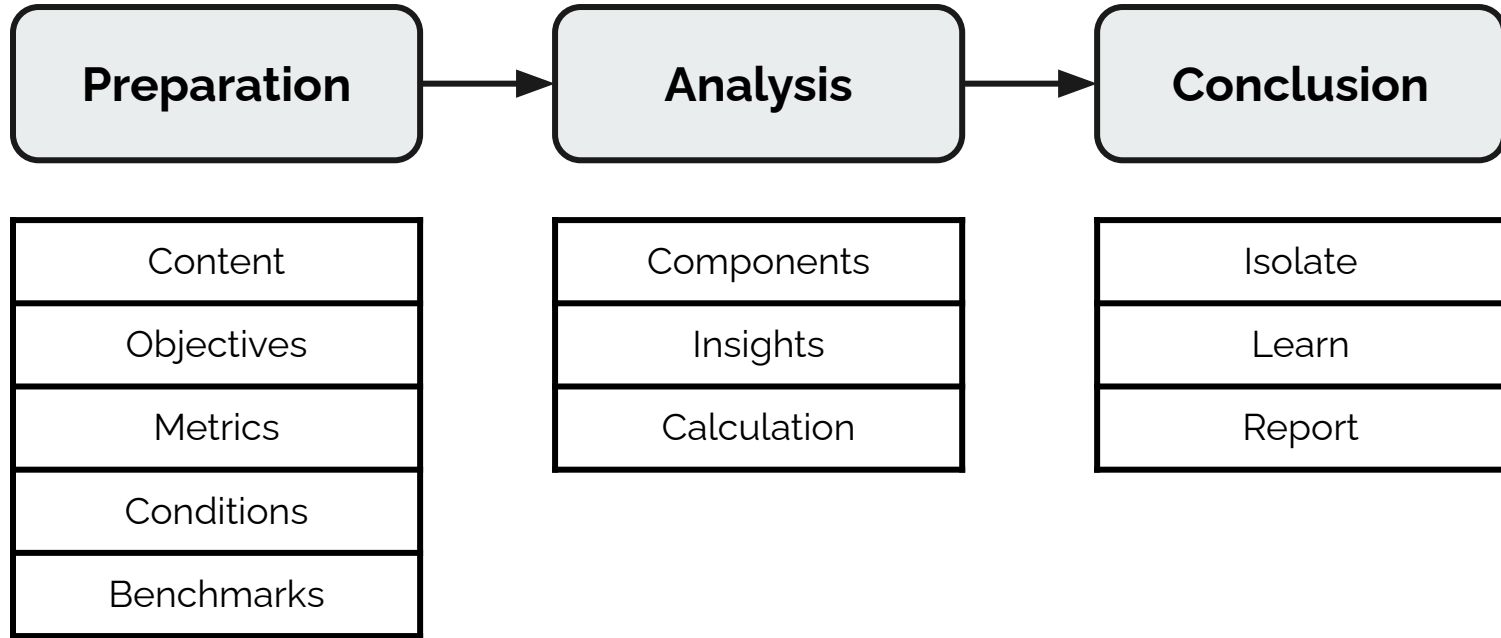 Preparation
Analysis
Conclusion
Content
Objectives
Metrics
Conditions
Benchmarks
Components
Insights
Calculation
Isolate
Learn
Report